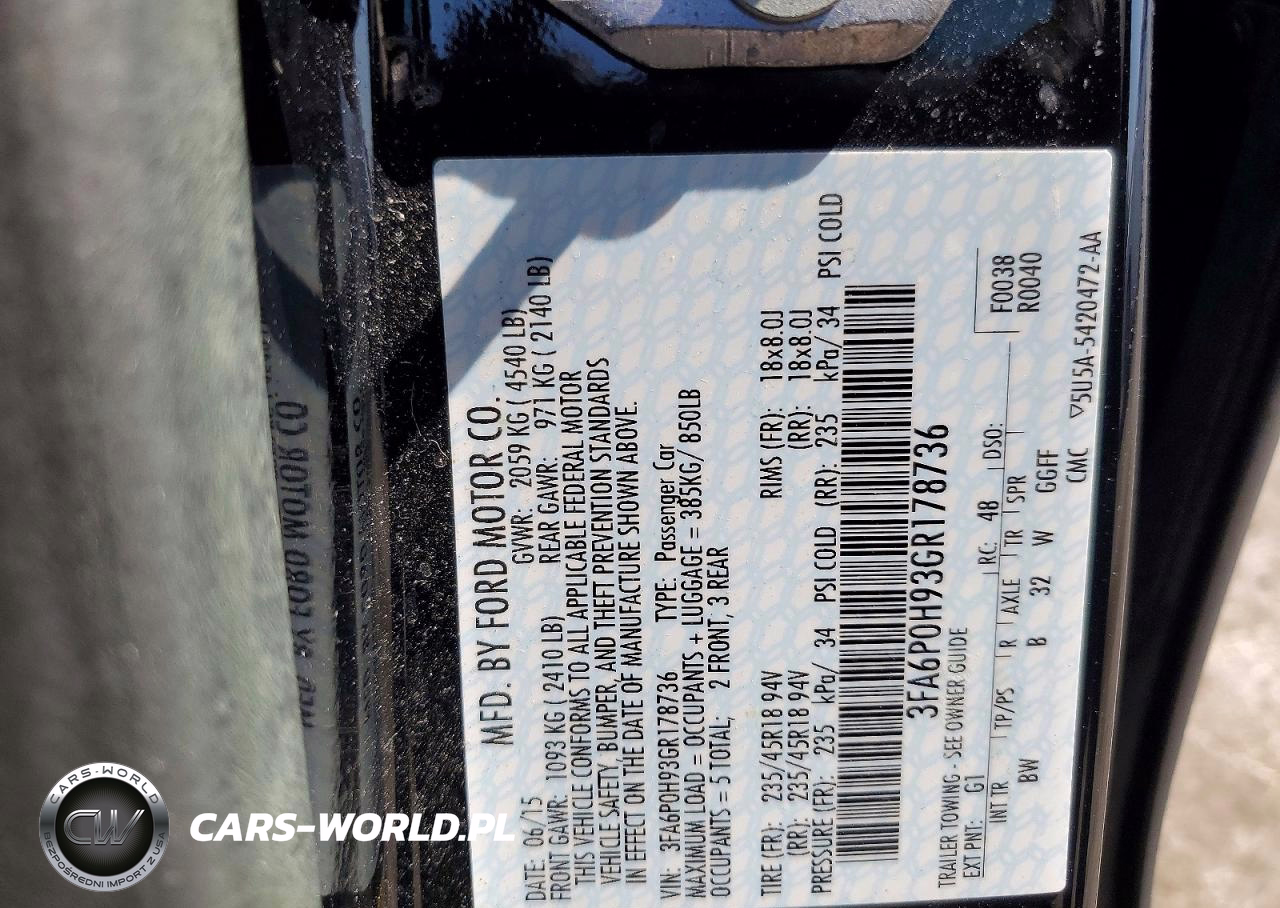 MFD. BY FORD MOTOR CO.
DATE: 06/15 GVWR: 2059 KG ( 4540 LB)
FRONT GAWR: 1093 KG ( 2410 LB) REAR GAWR: 971 KG ( 2140 LB)
THIS VEHICLE CONFORMS TO ALL APPLICABLE FEDERAL MOTOR
VEHICLE SAFETY, BUMPER, AND THEFT PREVENTION STANDARDS
IN EFFECT ON THE DATE OF MANUFACTURE SHOWN ABOVE.
VIN: 3FA6P0H93GR178736 TYPE: Passenger Car
MAXIMUM LOAD = OCCUPANTS + LUGGAGE = 385KG/ 850LB
OCCUPANTS = 5 TOTAL; 2 FRONT, 3 REAR
TIRE (FR): 235/45R18 94V RIMS (FR): 18x8.0J
(RR): 235/45R18 94V (RR): 18x8.0J
PRESSURE (FR): 235 kPa/ 34 PSI COLD (RR): 235 kPa/ 34 PSI COLD
3FA6P0H93GR178736
TRAILER TOWING - SEE OWNER GUIDE
EXT PNT: G1 RC: 48 DSO: F0038
INT TR TP/PS R AXLE TR SPR R0040
BW B 32 W GGFF
CMC ▽5U5A-5420472-AA
CARS-WORLD
CW
BEZPOŚREDNI IMPORT Z USA
CARS-WORLD.PL